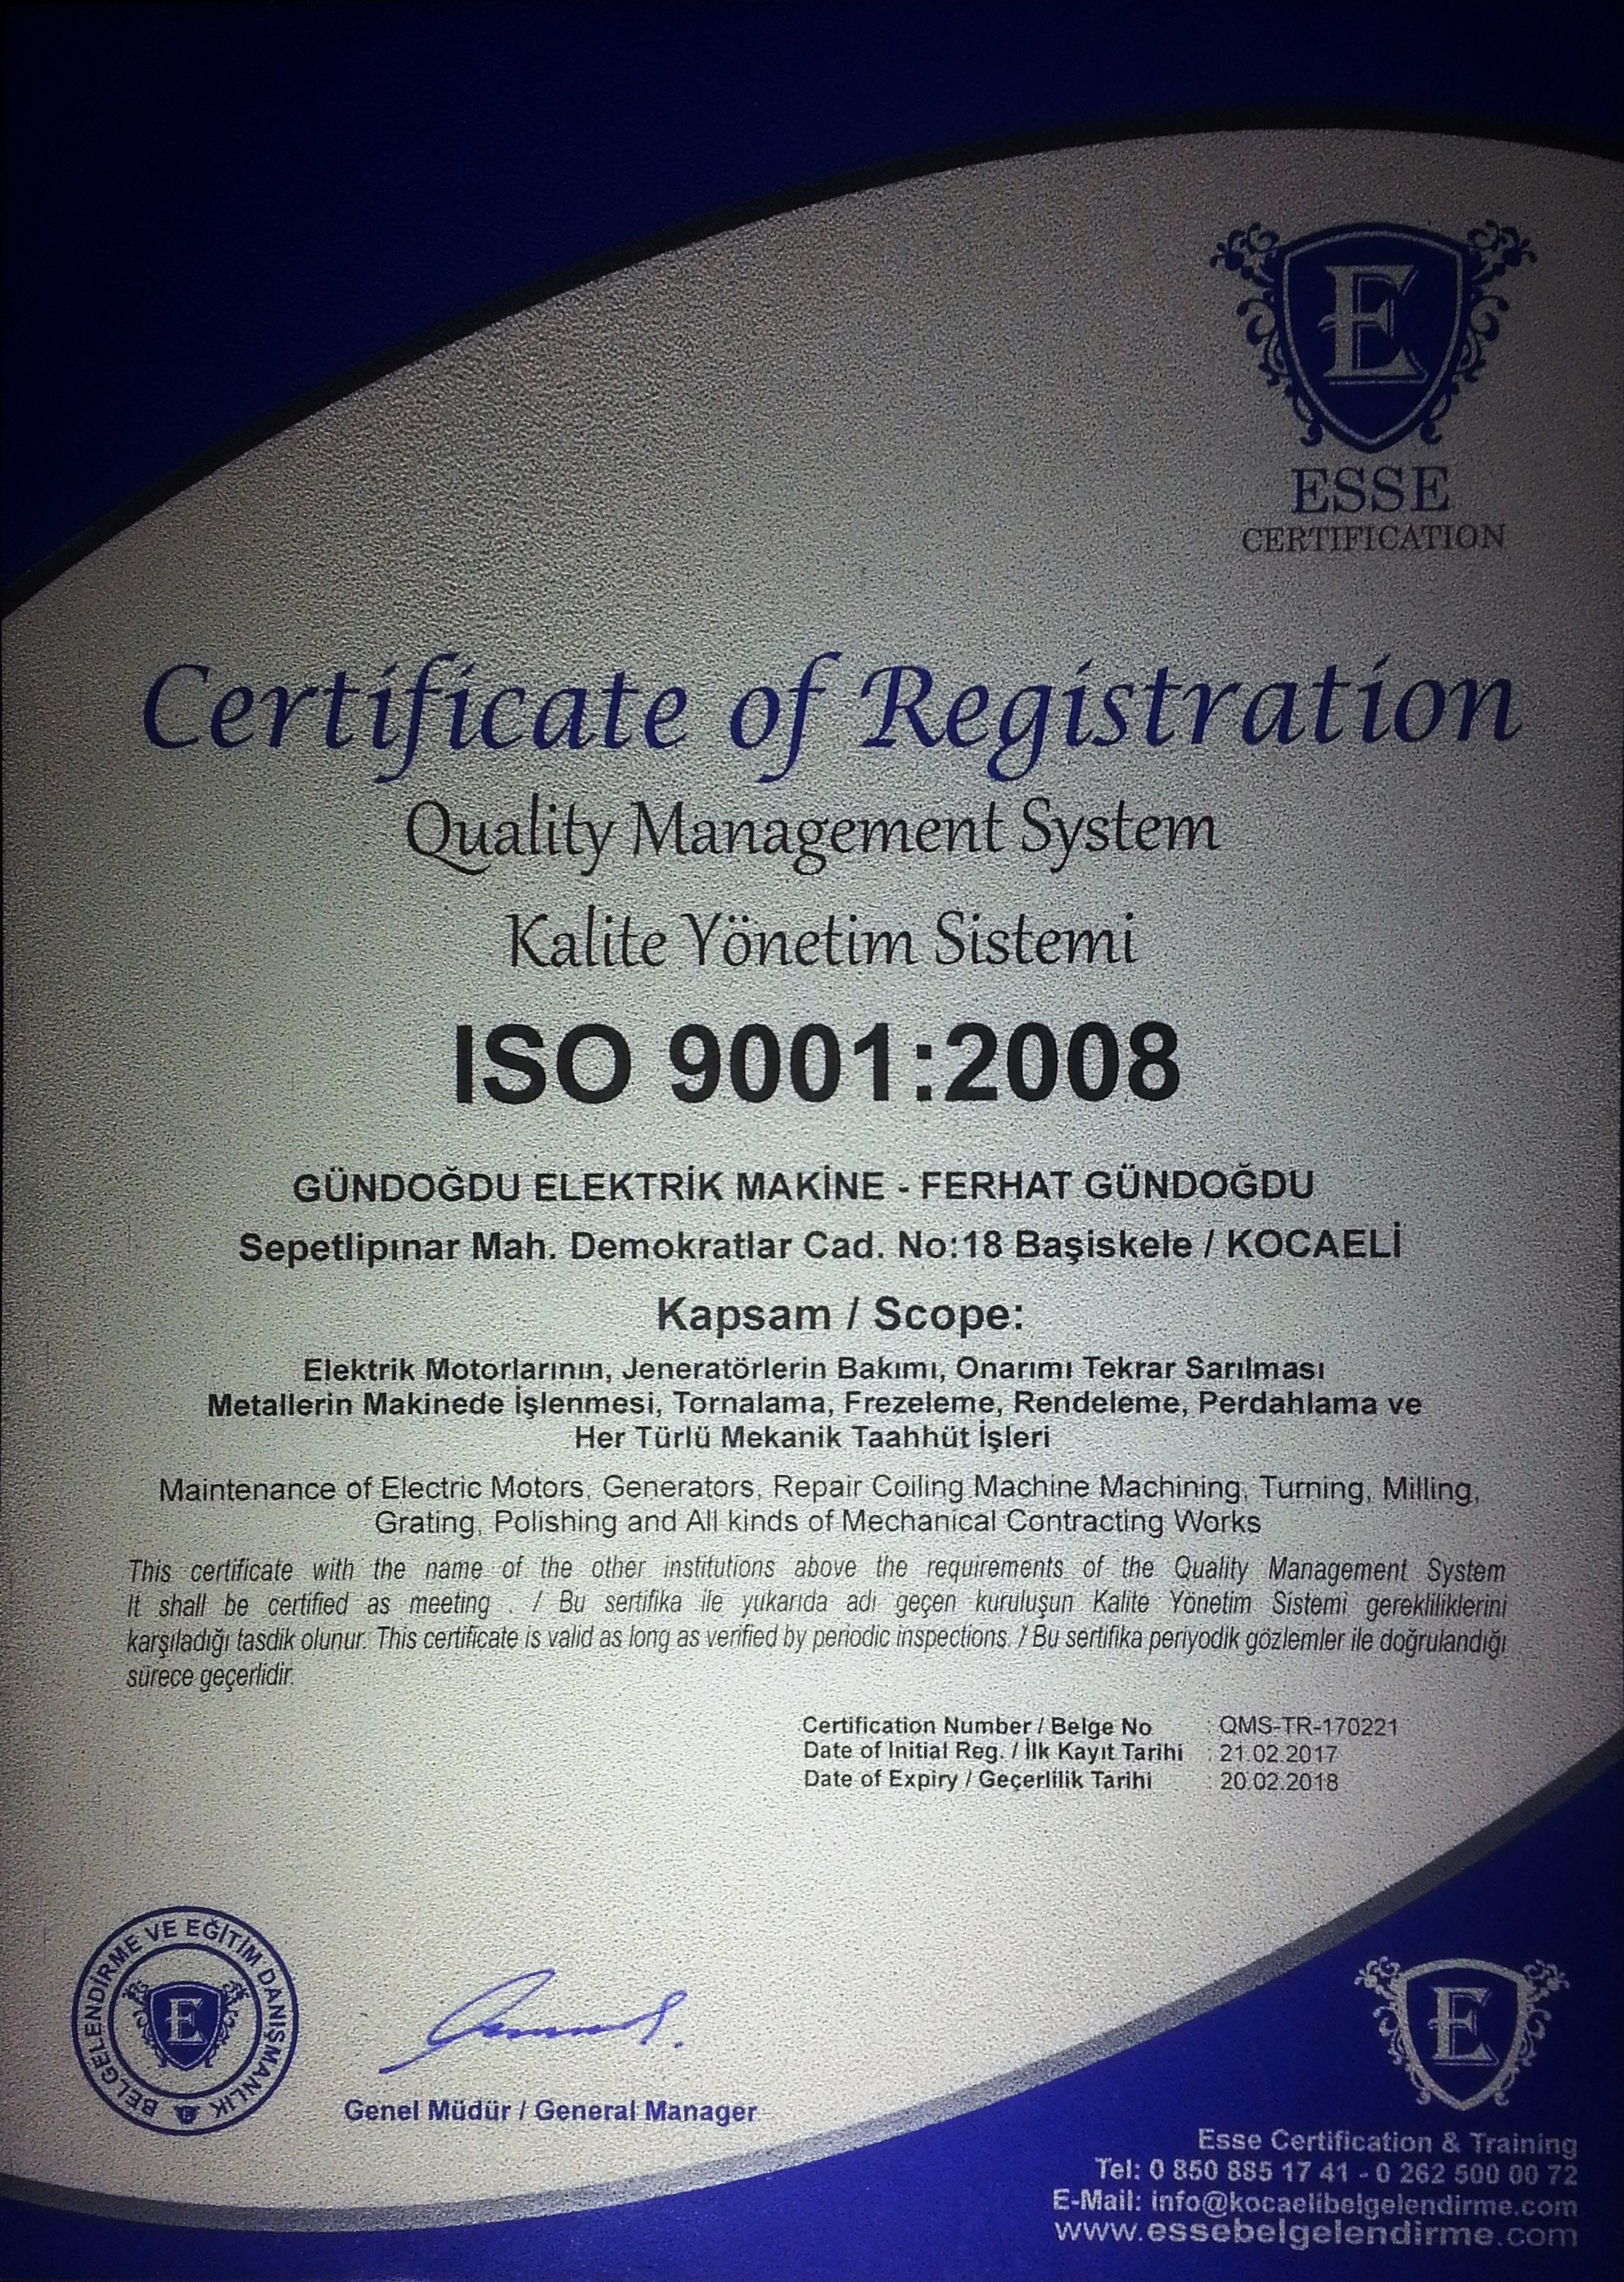 E
ESSE
CERTIFICATION
Certificate of Registration
Quality Management System
Kalite Yönetim Sistemi
ISO 9001:2008
GÜNDOĞDU ELEKTRİK MAKİNE - FERHAT GÜNDOĞDU
Sepetlipınar Mah. Demokratlar Cad. No:18 Başiskele / KOCAELİ
Kapsam / Scope:
Elektrik Motorlarının, Jeneratörlerin Bakımı, Onarımı Tekrar Sarılması
Metallerin Makinede İşlenmesi, Tornalama, Frezeleme, Rendeleme, Perdahlama ve
Her Türlü Mekanik Taahhüt İşleri
Maintenance of Electric Motors, Generators, Repair Coiling Machine Machining, Turning, Milling,
Grating, Polishing and All kinds of Mechanical Contracting Works
This certificate with the name of the other institutions above the requirements of the Quality Management System
It shall be certified as meeting . / Bu sertifika ile yukarıda adı geçen kuruluşun Kalite Yönetim Sistemi gerekliliklerini
karşıladığı tasdik olunur. This certificate is valid as long as verified by periodic inspections. / Bu sertifika periyodik gözlemler ile doğrulandığı
sürece geçerlidir.
Certification Number / Belge No : QMS-TR-170221
Date of Initial Reg. / İlk Kayıt Tarihi : 21.02.2017
Date of Expiry / Geçerlilik Tarihi : 20.02.2018
BELGELENDİRME VE EĞİTİM DANIŞMANLIK
E
Genel Müdür / General Manager
E
Esse Certification & Training
Tel: 0 850 885 17 41 - 0 262 500 00 72
E-Mail: info@kocaelibelgelendirme.com
www.essebelgelendirme.com